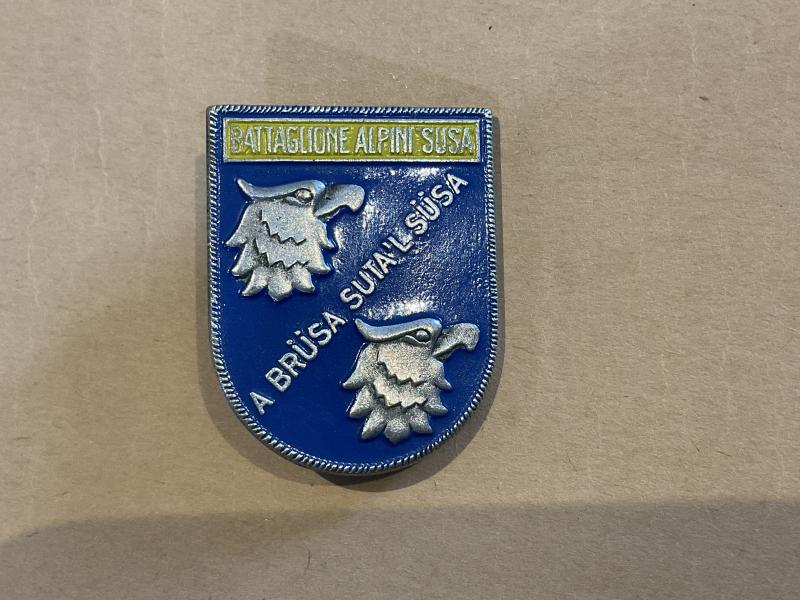 BATTAGLIONE ALPINI "SUSA"
A BRÜSA SUTA'L SÜSA